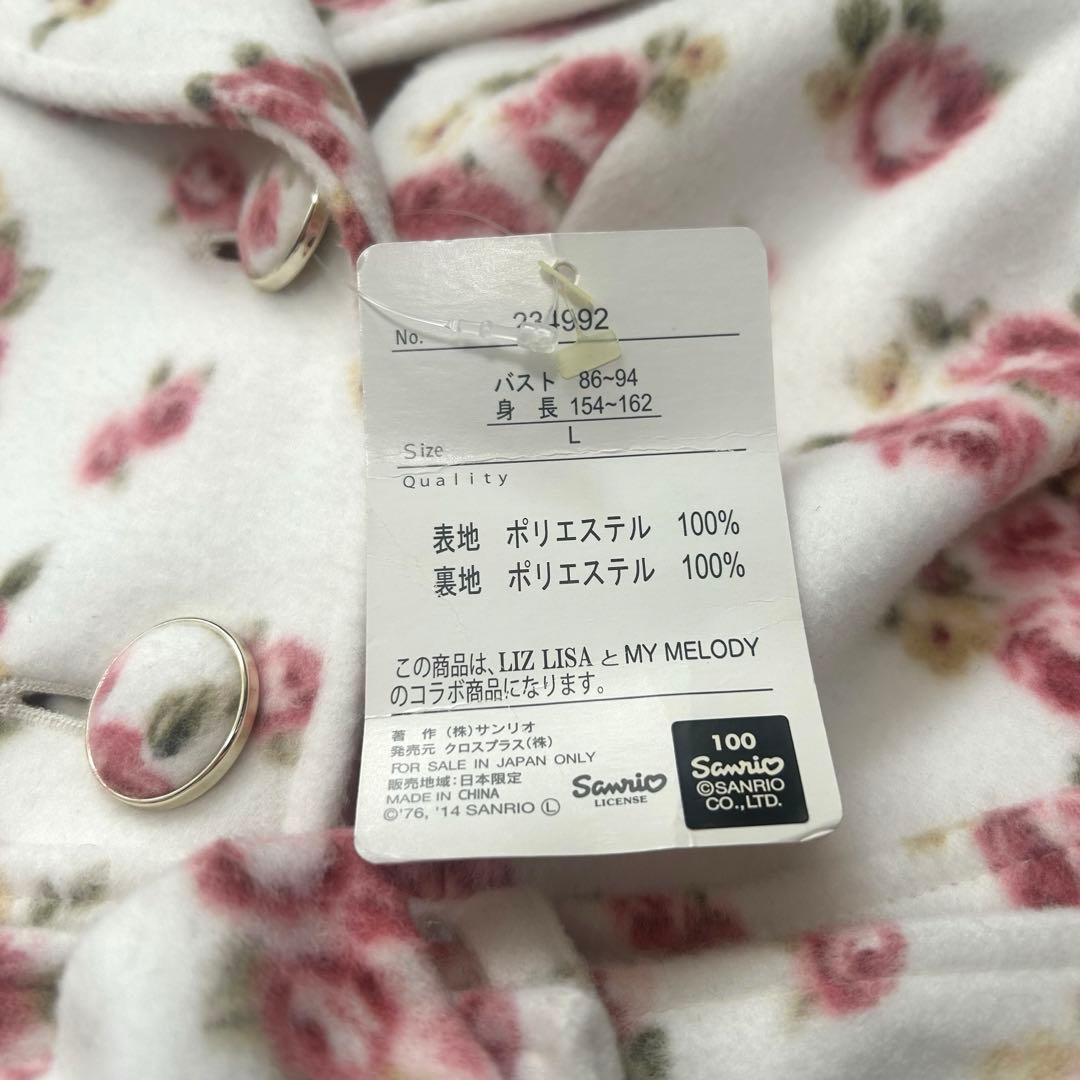 No. 234992
バスト 86~94
身 長 154~162
Size L
Quality
表地 ポリエステル 100%
裏地 ポリエステル 100%
この商品は、LIZ LISA と MY MELODY
のコラボ商品になります。
著 作 (株)サンリオ
発売元 クロスプラス(株)
FOR SALE IN JAPAN ONLY
販売地域:日本限定
MADE IN CHINA
©'76, '14 SANRIO Ⓛ
Sanrio
LICENSE
100
Sanrio
©SANRIO
CO.,LTD.